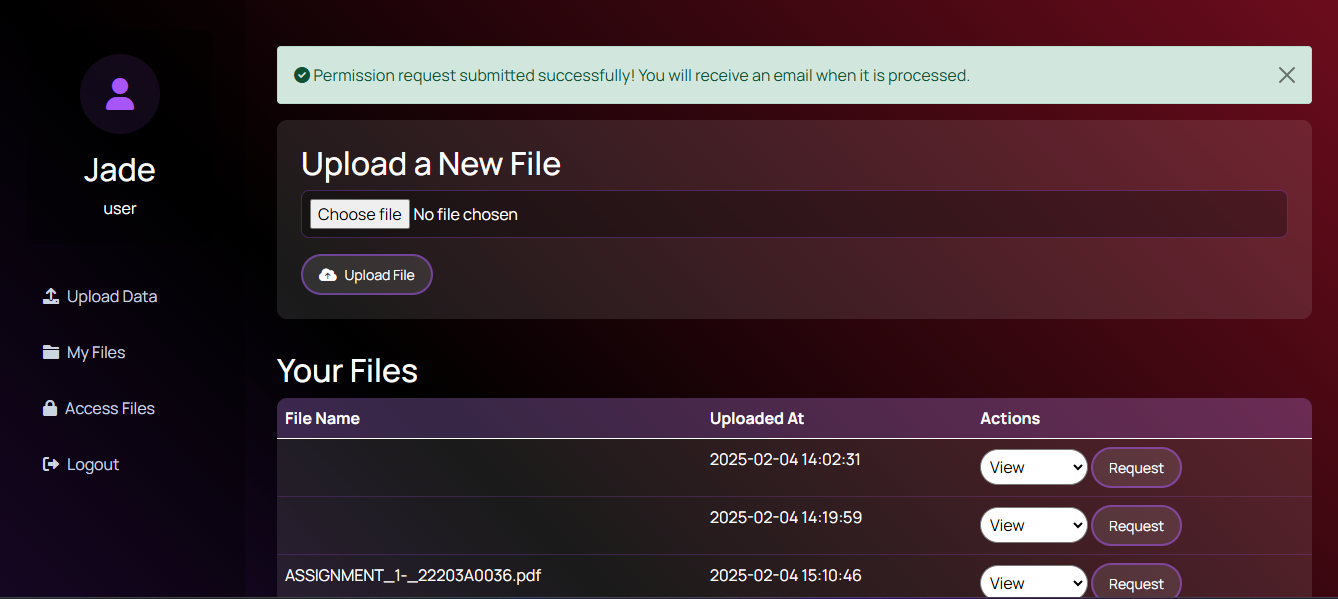 Jade
user
Upload Data
My Files
Access Files
Logout
Permission request submitted successfully! You will receive an email when it is processed.
Upload a New File
Choose file No file chosen
Upload File
Your Files
File Name Uploaded At Actions
2025-02-04 14:02:31 View Request
2025-02-04 14:19:59 View Request
ASSIGNMENT_1-_22203A0036.pdf 2025-02-04 15:10:46 View Request